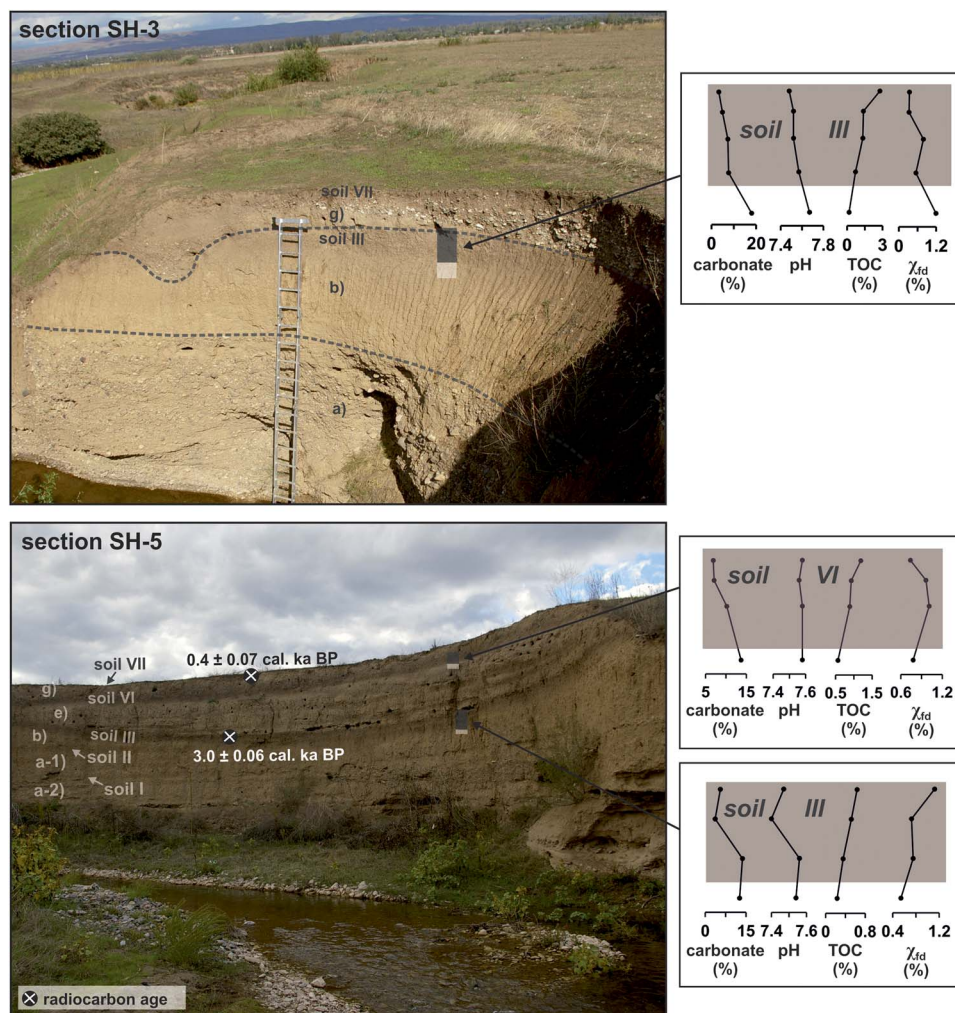 section SH-3
soil VII
g)
soil III
b)
a)
soil III
0 20 7.4 7.8 0 3 0 1.2
carbonate pH TOC χfd
(%) (%) (%)
section SH-5
soil VII
0.4 ± 0.07 cal. ka BP
g) soil VI
e)
b) soil III
3.0 ± 0.06 cal. ka BP
soil II
a-1)
soil I
a-2)
radiocarbon age
soil VI
5 15 7.4 7.6 0.5 1.5 0.6 1.2
carbonate pH TOC χfd
(%) (%) (%)
soil III
0 15 7.4 7.6 0 0.8 0.4 1.2
carbonate pH TOC χfd
(%) (%) (%)